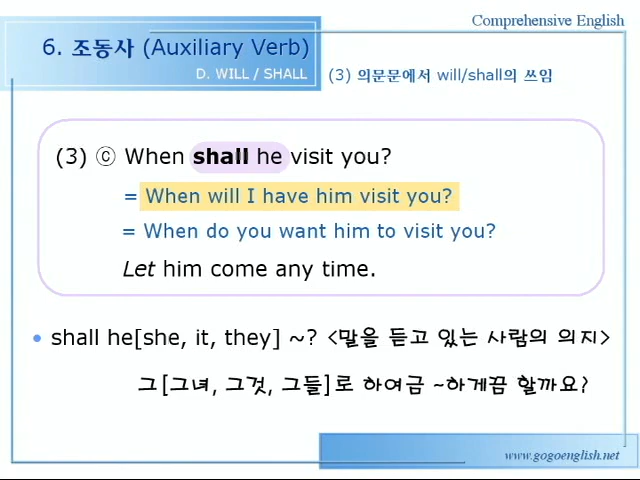 Comprehensive English
6. 조동사 (Auxiliary Verb)
D. WILL / SHALL
(3) 의문문에서 will/shall의 쓰임
(3) ⓒ When shall he visit you?
= When will I have him visit you?
= When do you want him to visit you?
Let him come any time.
• shall he[she, it, they] ~? <말을 듣고 있는 사람의 의지>
그[그녀, 그것, 그들]로 하여금 ~하게끔 할까요?
www.gogoenglish.net